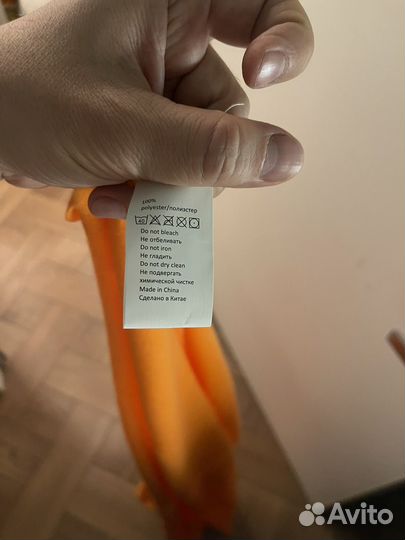 100%
polyester/полиэстер
40
Do not bleach
Не отбеливать
Do not iron
Не гладить
Do not dry clean
Не подвергать
химической чистке
Made in China
Сделано в Китае
Avito